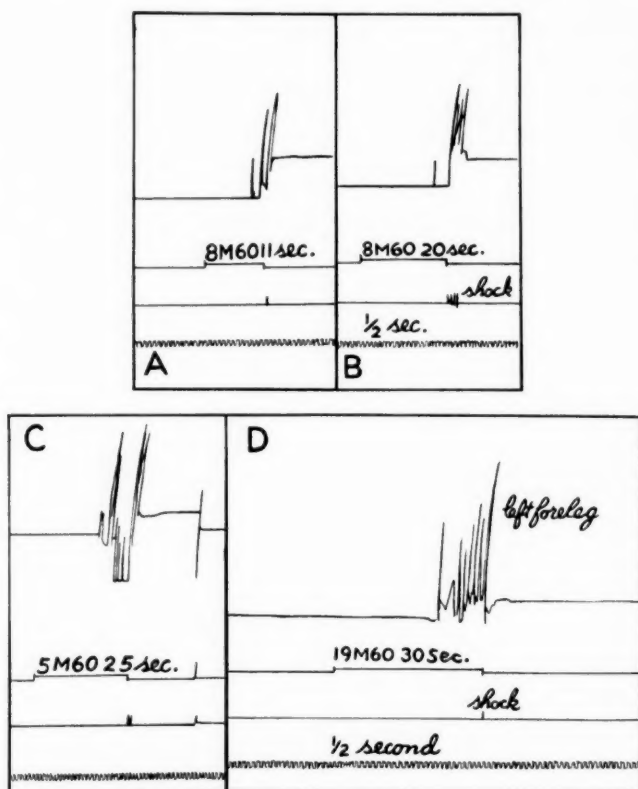 8M60 11 sec.
8M60 20 sec.
shock
½ sec.
A
B
C
D
left foreleg
5M60 25 sec.
19M60 30 Sec.
shock
½ second